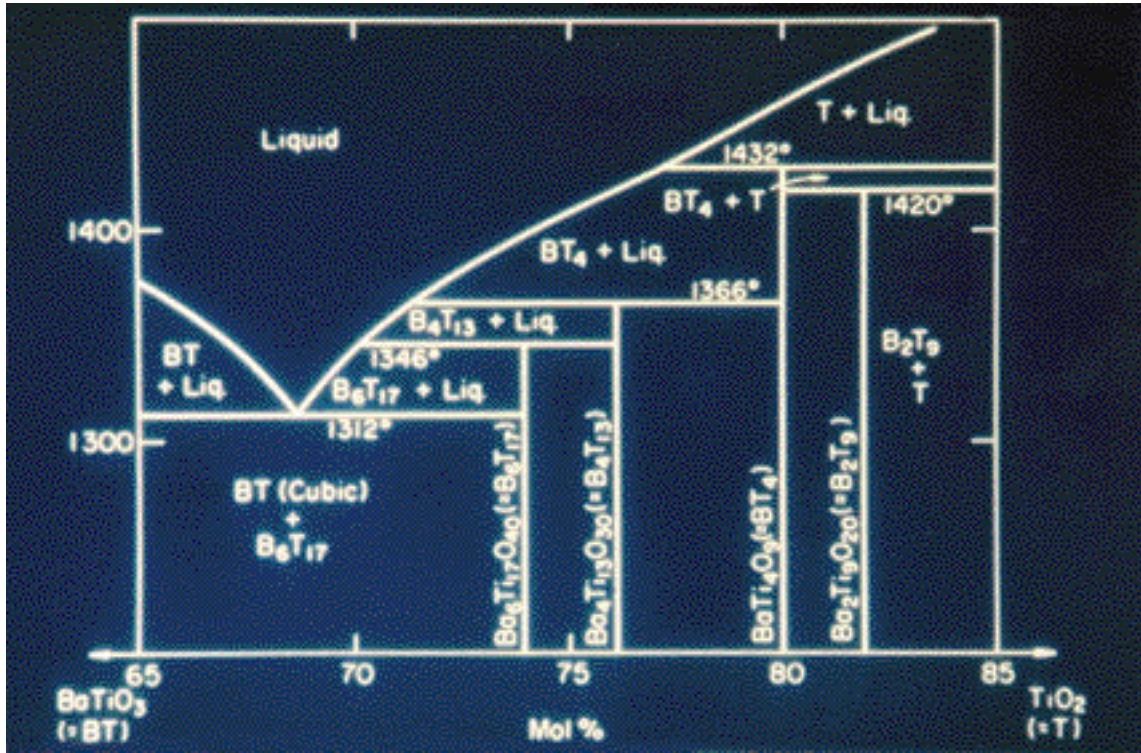 Liquid
T + Liq.
1432°
BT₄ + T
1420°
1400
BT₄ + Liq.
1366°
B₄T₁₃ + Liq.
BT
+ Liq.
1346°
B₆T₁₇ + Liq.
B₂T₉
+
T
1312°
1300
BT (Cubic)
+
B₆T₁₇
Ba₆Ti₁₇O₄₀(=B₆T₁₇)
Ba₄Ti₁₃O₃₀(=B₄T₁₃)
BaTi₄O₉(=BT₄)
Ba₂Ti₉O₂₀(=B₂T₉)
65
70
75
80
85
BaTiO₃
(=BT)
Mol %
TiO₂
(=T)